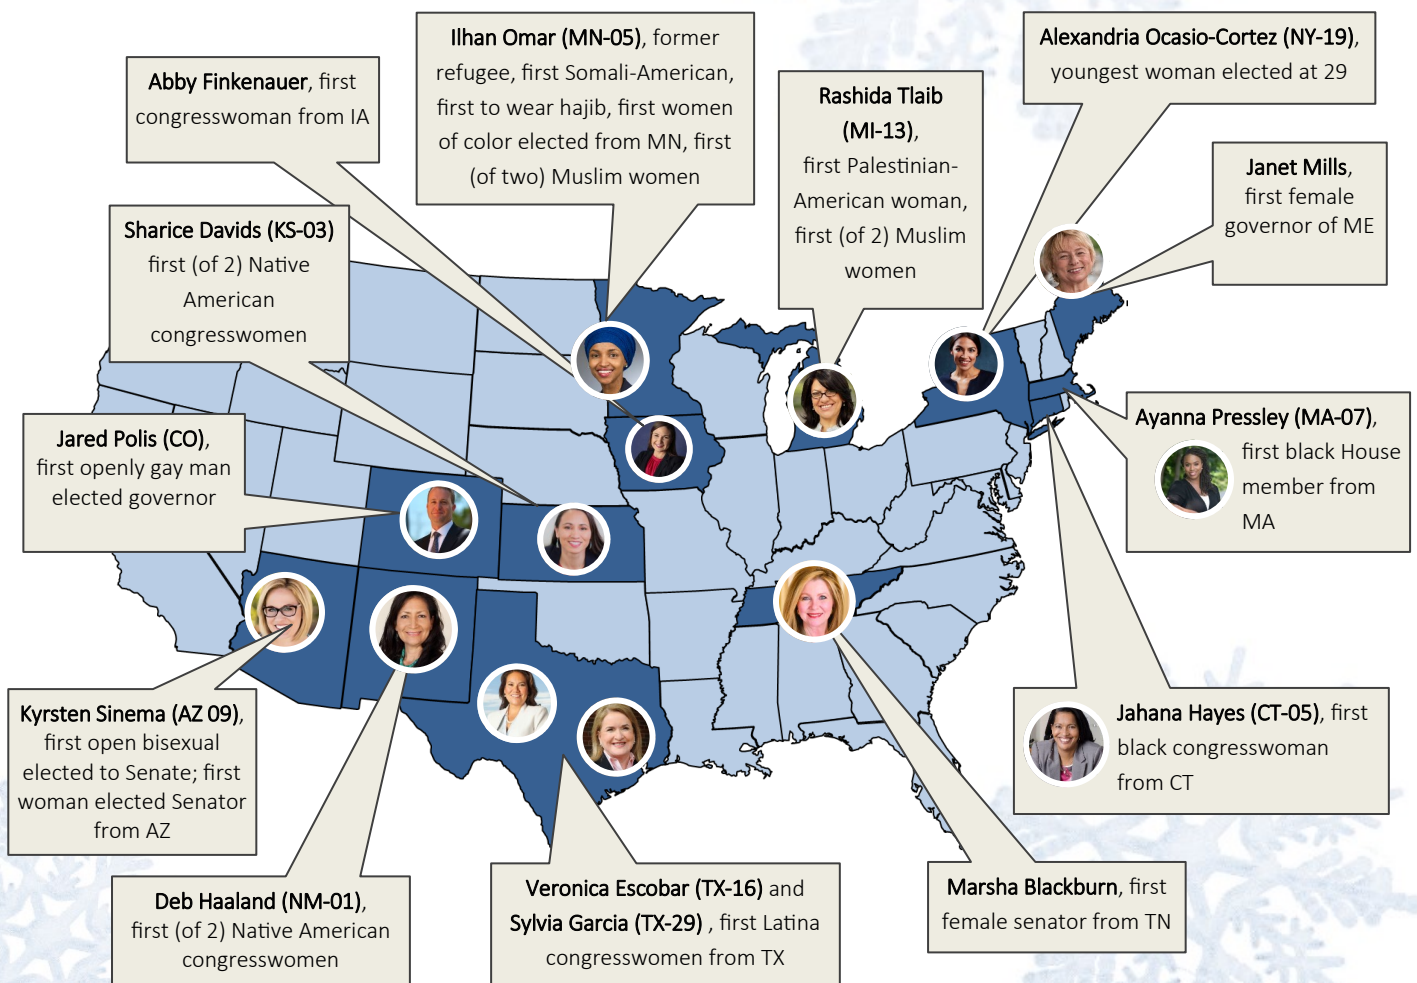 Ilhan Omar (MN-05), former
refugee, first Somali-American,
first to wear hajib, first women
of color elected from MN, first
(of two) Muslim women
Alexandria Ocasio-Cortez (NY-19),
youngest woman elected at 29
Abby Finkenauer, first
congresswoman from IA
Rashida Tlaib
(MI-13),
first Palestinian-
American woman,
first (of 2) Muslim
women
Janet Mills,
first female
governor of ME
Sharice Davids (KS-03)
first (of 2) Native
American
congresswomen
Jared Polis (CO),
first openly gay man
elected governor
Ayanna Pressley (MA-07),
first black House
member from
MA
Kyrsten Sinema (AZ 09),
first open bisexual
elected to Senate; first
woman elected Senator
from AZ
Jahana Hayes (CT-05), first
black congresswoman
from CT
Deb Haaland (NM-01),
first (of 2) Native American
congresswomen
Veronica Escobar (TX-16) and
Sylvia Garcia (TX-29) , first Latina
congresswomen from TX
Marsha Blackburn, first
female senator from TN